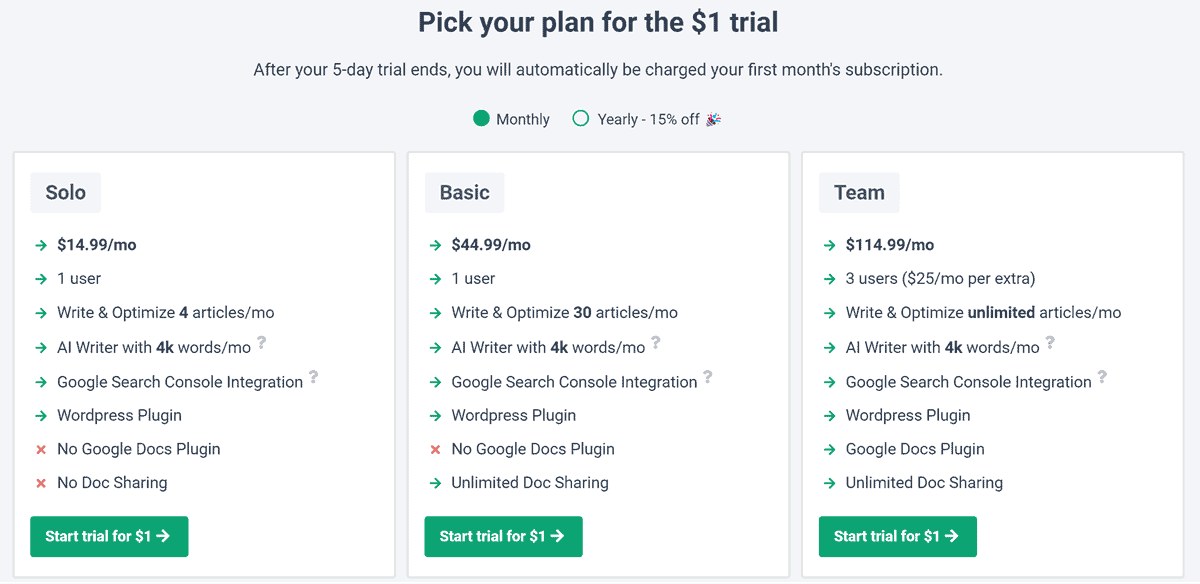 Pick your plan for the $1 trial
After your 5-day trial ends, you will automatically be charged your first month's subscription.
Monthly
Yearly - 15% off 🎉
Solo
→ $14.99/mo
→ 1 user
→ Write & Optimize 4 articles/mo
→ AI Writer with 4k words/mo ?
→ Google Search Console Integration ?
→ Wordpress Plugin
× No Google Docs Plugin
× No Doc Sharing
Start trial for $1 →
Basic
→ $44.99/mo
→ 1 user
→ Write & Optimize 30 articles/mo
→ AI Writer with 4k words/mo ?
→ Google Search Console Integration ?
→ Wordpress Plugin
× No Google Docs Plugin
→ Unlimited Doc Sharing
Start trial for $1 →
Team
→ $114.99/mo
→ 3 users ($25/mo per extra)
→ Write & Optimize unlimited articles/mo
→ AI Writer with 4k words/mo ?
→ Google Search Console Integration ?
→ Wordpress Plugin
→ Google Docs Plugin
→ Unlimited Doc Sharing
Start trial for $1 →